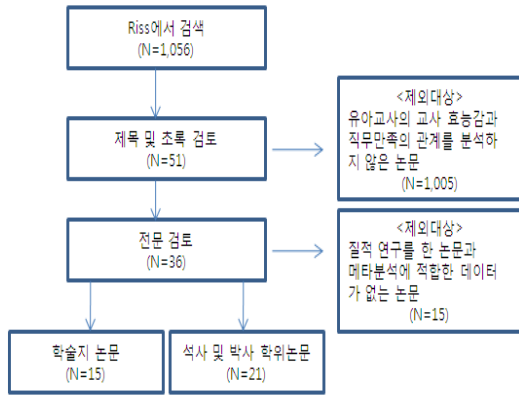 Riss에서 검색
(N=1,056)
<제외대상>
유아교사의 교사 효능감과
직무만족의 관계를 분석하
지 않은 논문
(N=1,005)
제목 및 초록 검토
(N=51)
전문 검토
(N=36)
<제외대상>
질적 연구를 한 논문과
메타분석에 적합한 데이터
가 없는 논문
(N=15)
학술지 논문
(N=15)
석사 및 박사 학위논문
(N=21)